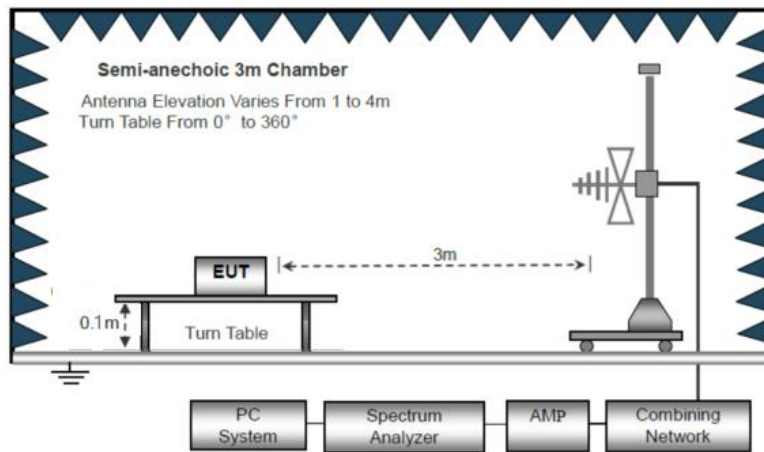 Semi-anechoic 3m Chamber
Antenna Elevation Varies From 1 to 4m
Turn Table From 0° to 360°
3m
EUT
0.1m
Turn Table
PC
System
Spectrum
Analyzer
AMP
Combining
Network